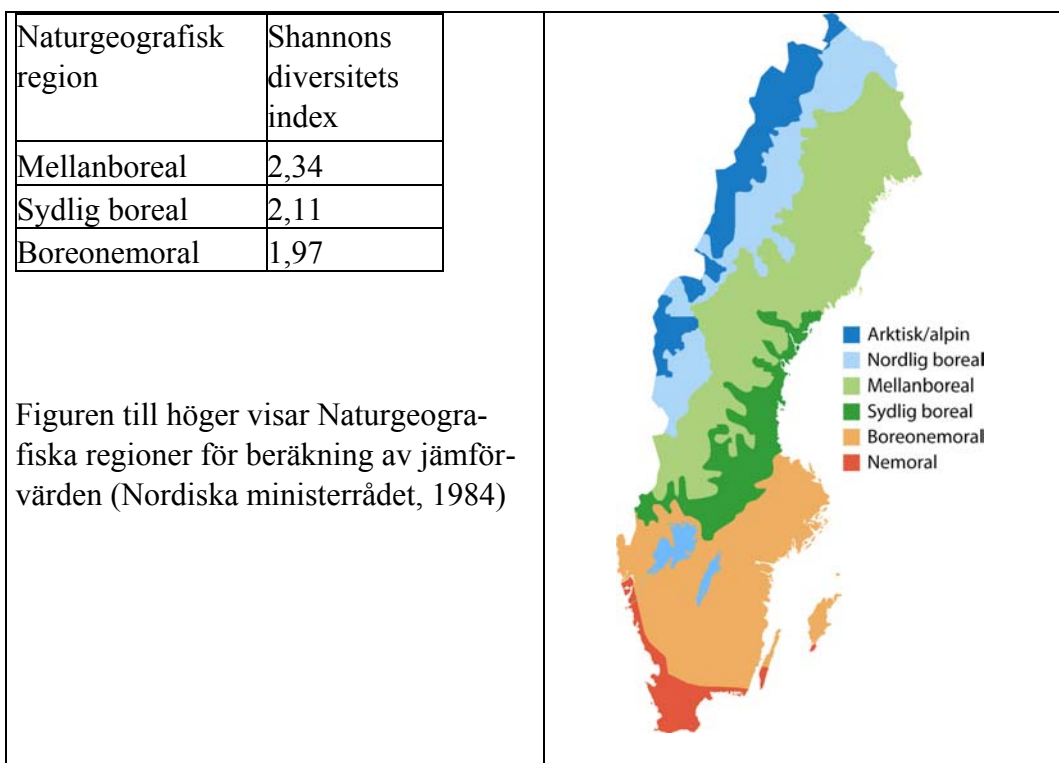 Naturgeografisk
region
Shannons
diversitets
index
Mellanboreal 2,34
Sydlig boreal 2,11
Boreonemoral 1,97
Figuren till höger visar Naturgeogra-
fiska regioner för beräkning av jämför-
värden (Nordiska ministerrådet, 1984)
Arktisk/alpin
Nordlig boreal
Mellanboreal
Sydlig boreal
Boreonemoral
Nemoral